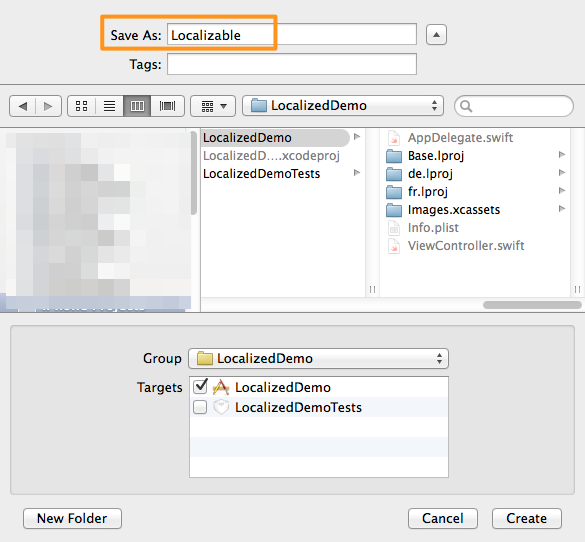 Save As: Localizable
Tags:
LocalizedDemo
LocalizedDemo
LocalizedD....xcodeproj
LocalizedDemoTests
AppDelegate.swift
Base.lproj
de.lproj
fr.lproj
Images.xcassets
Info.plist
ViewController.swift
Group LocalizedDemo
Targets LocalizedDemo
LocalizedDemoTests
New Folder Cancel Create